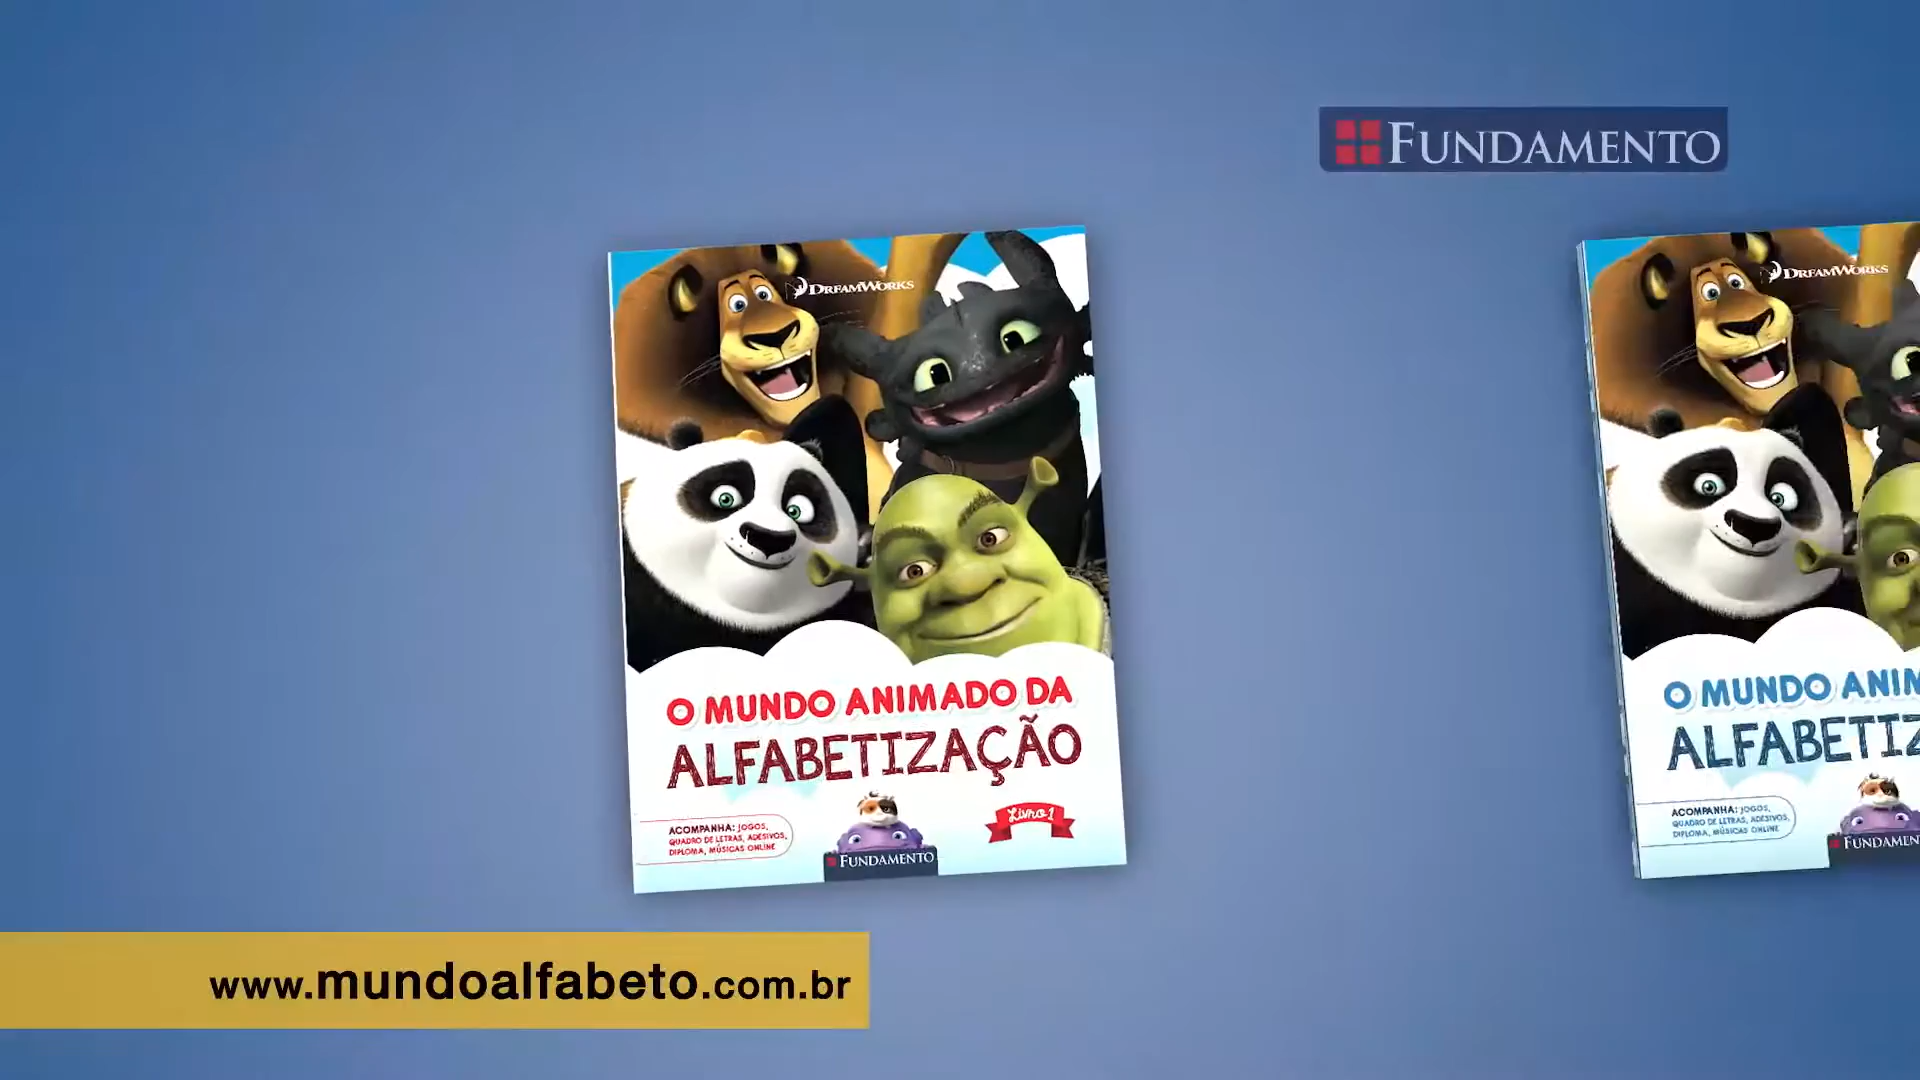 FUNDAMENTO
DREAMWORKS
O MUNDO ANIMADO DA
ALFABETIZAÇÃO
Livro 1
ACOMPANHA: JOGOS,
QUADRO DE LETRAS, ADESIVOS,
DIPLOMA, MÚSICAS ONLINE
FUNDAMENTO
DREAMWORKS
O MUNDO ANIM
ALFABETIZ
ACOMPANHA: JOGOS,
QUADRO DE LETRAS, ADESIVOS,
DIPLOMA, MÚSICAS ONLINE
FUNDAMEN
www.mundoalfabeto.com.br